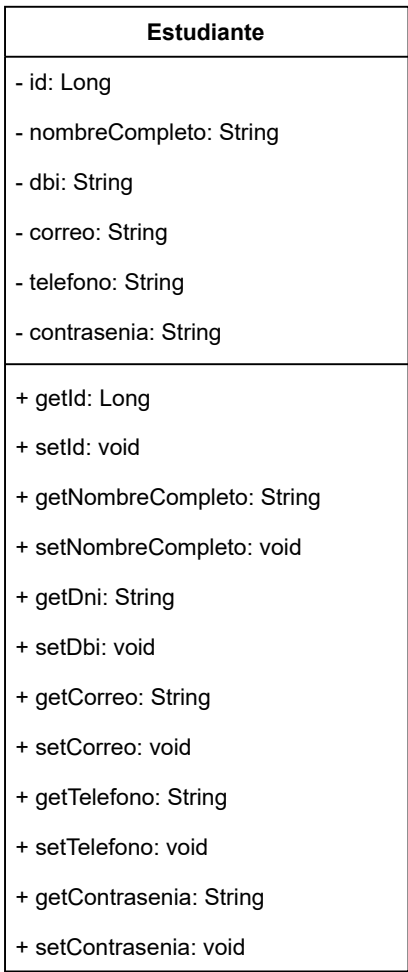 Estudiante
- id: Long
- nombreCompleto: String
- dbi: String
- correo: String
- telefono: String
- contrasenia: String
+ getId: Long
+ setId: void
+ getNombreCompleto: String
+ setNombreCompleto: void
+ getDni: String
+ setDbi: void
+ getCorreo: String
+ setCorreo: void
+ getTelefono: String
+ setTelefono: void
+ getContrasenia: String
+ setContrasenia: void